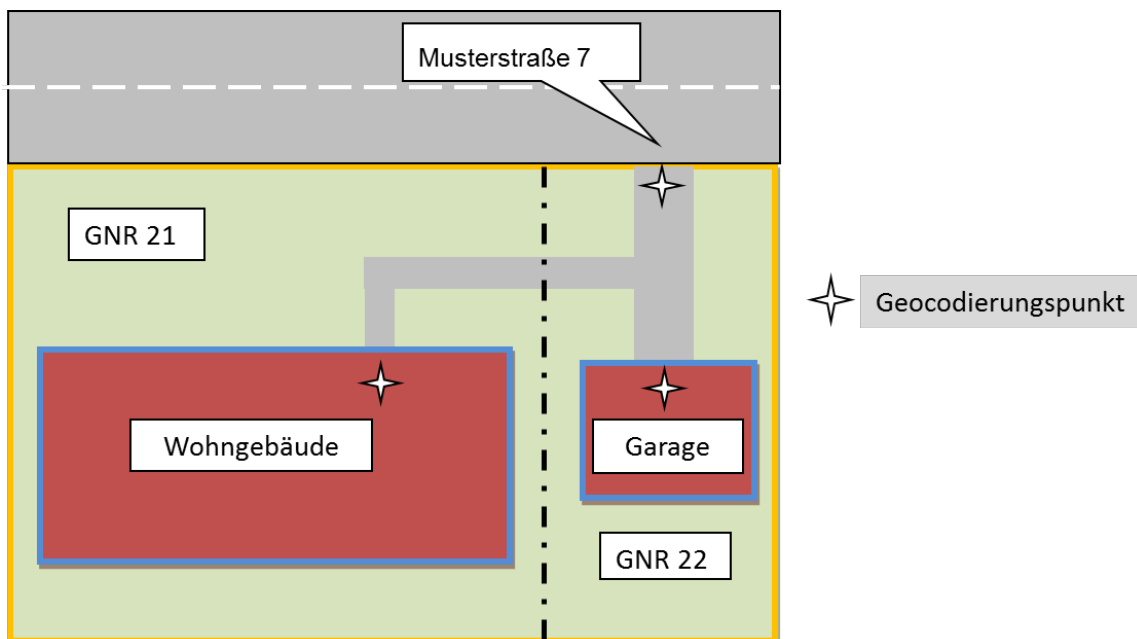 Musterstraße 7
GNR 21
Geocodierungspunkt
Wohngebäude
Garage
GNR 22